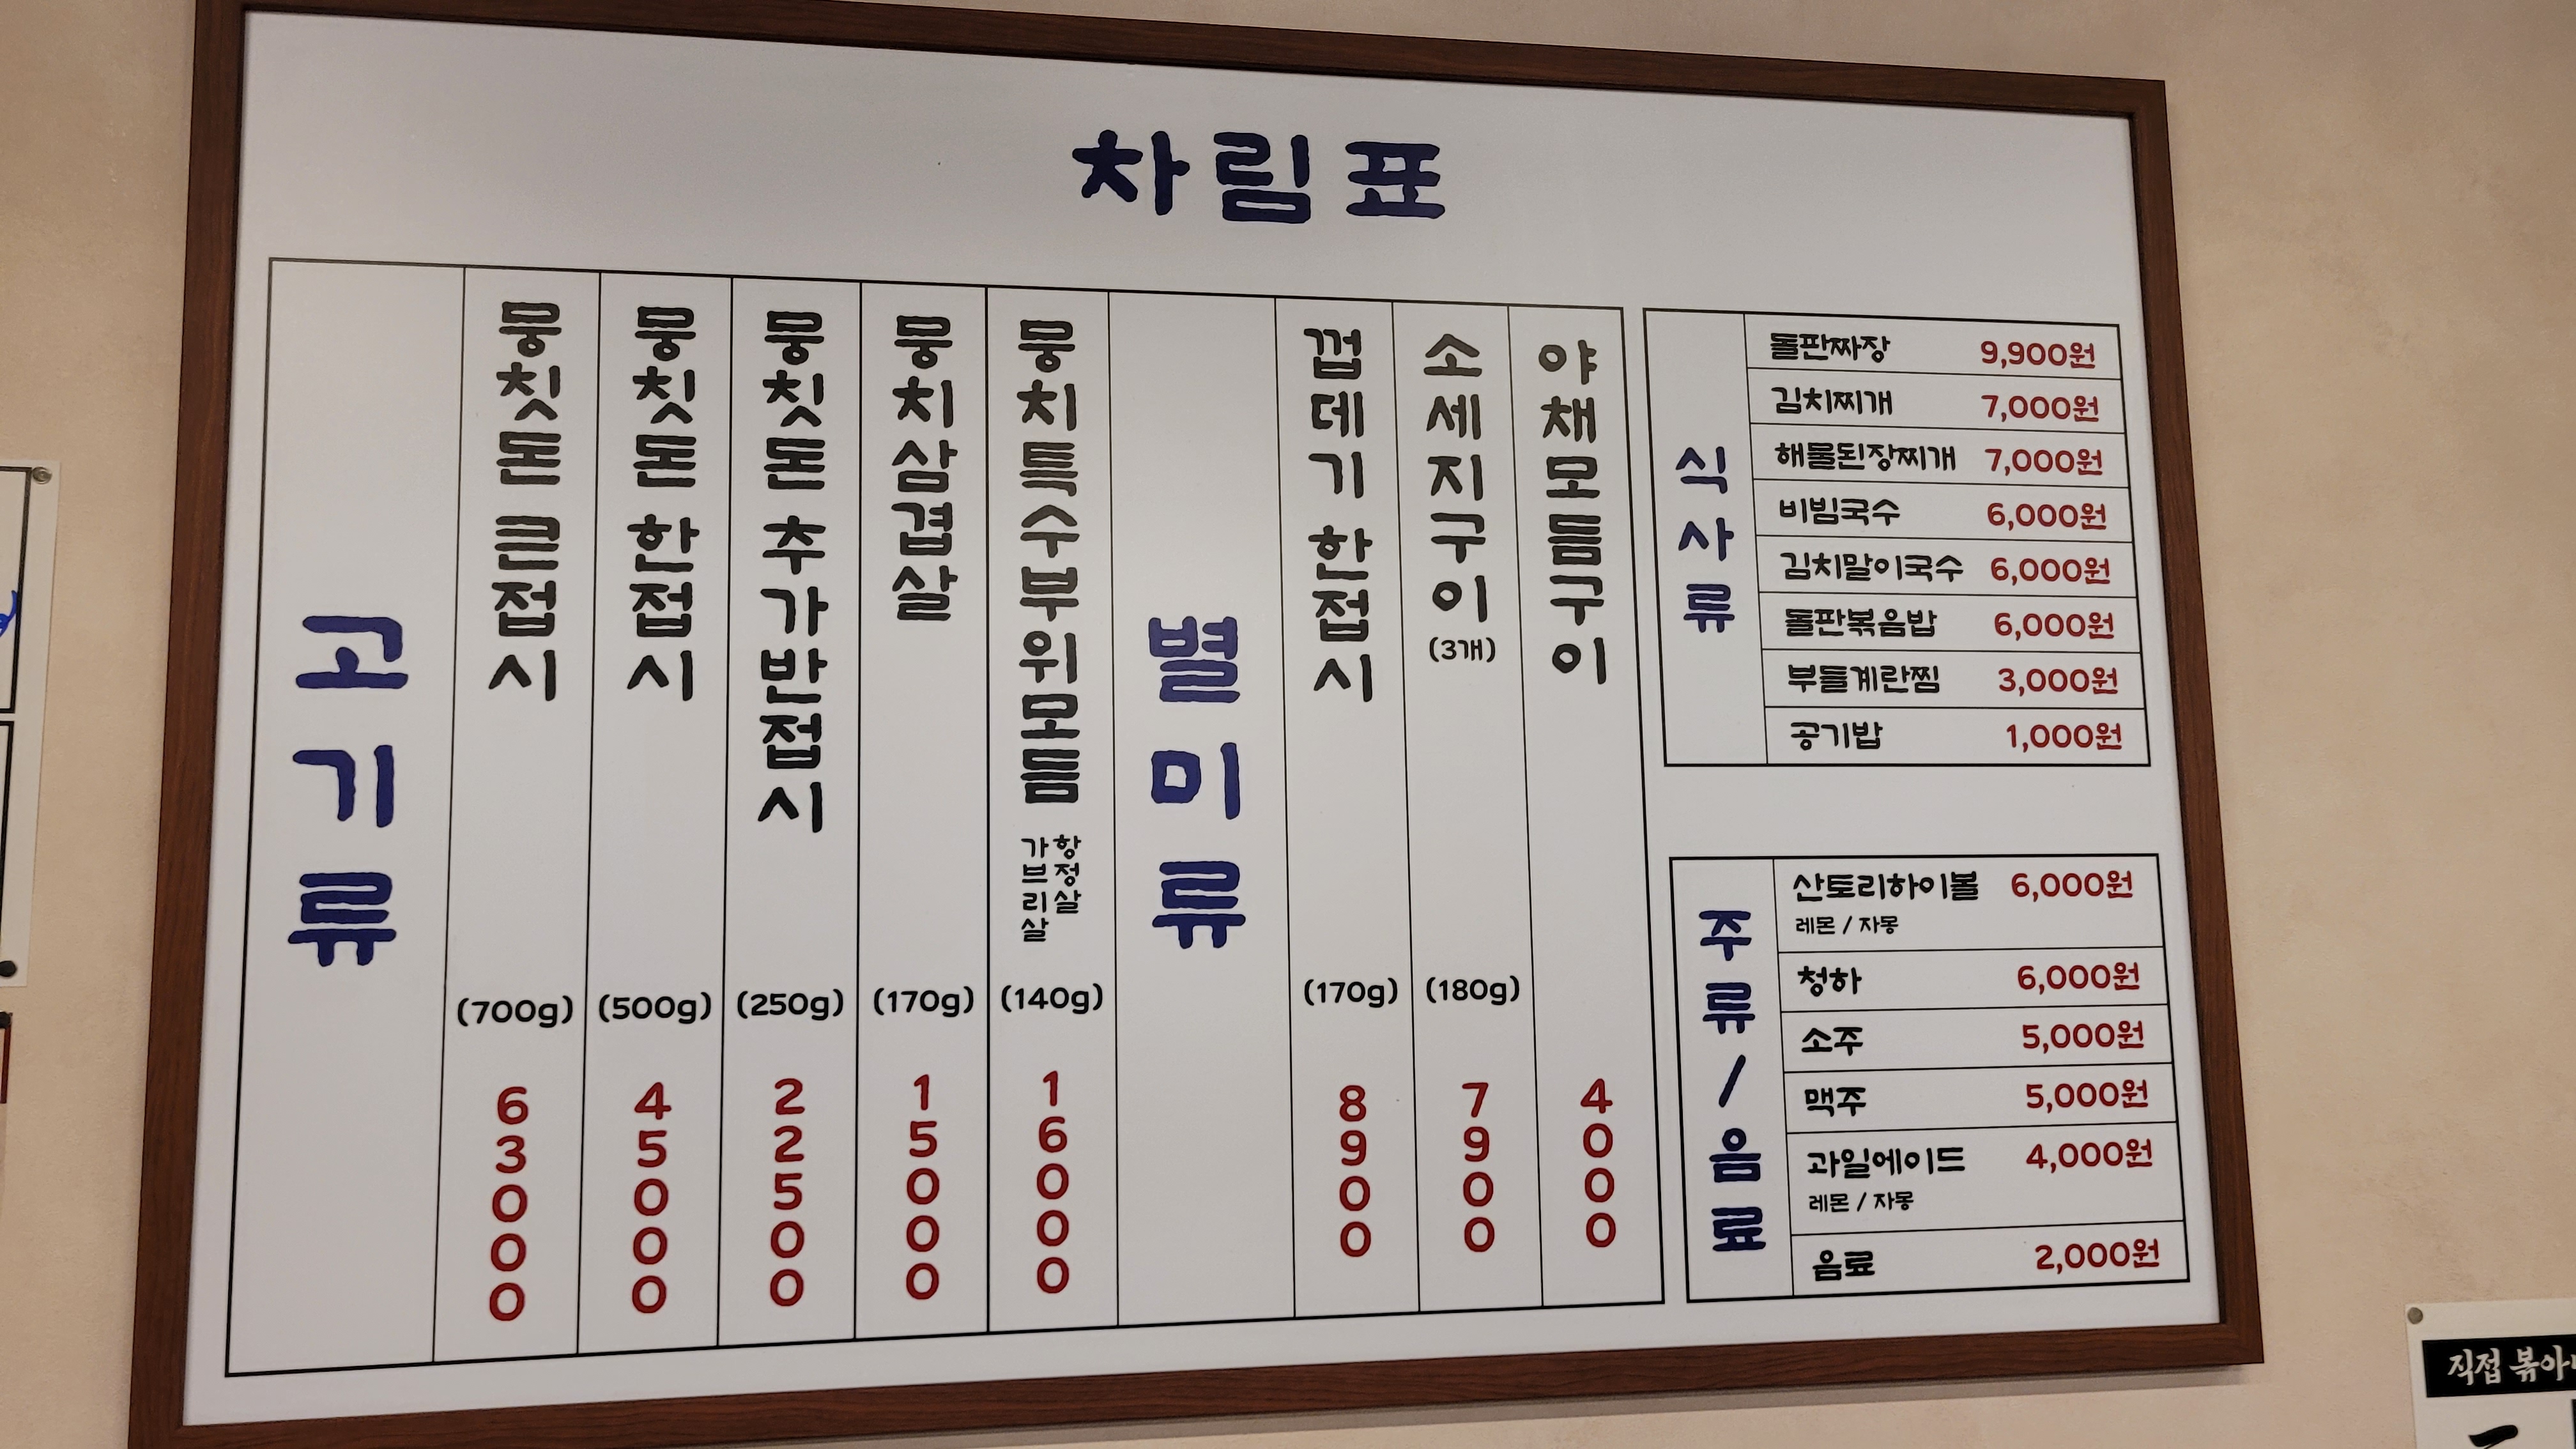 차림표
고기류
뭉칫돈 큰접시 (700g) 63000
뭉칫돈 한접시 (500g) 45000
뭉칫돈 추가반접시 (250g) 22500
뭉치삼겹살 (170g) 15000
뭉치특수부위모듬 항정살 가브리살 (140g) 16000
별미류
껍데기 한접시 (170g) 8900
소세지구이 (3개) (180g) 7900
야채모듬구이 4000
식사류
돌판짜장 9,900원
김치찌개 7,000원
해물된장찌개 7,000원
비빔국수 6,000원
김치말이국수 6,000원
돌판볶음밥 6,000원
부들계란찜 3,000원
공기밥 1,000원
주류/음료
산토리하이볼 6,000원
레몬 / 자몽
청하 6,000원
소주 5,000원
맥주 5,000원
과일에이드 4,000원
레몬 / 자몽
음료 2,000원
직접 볶아